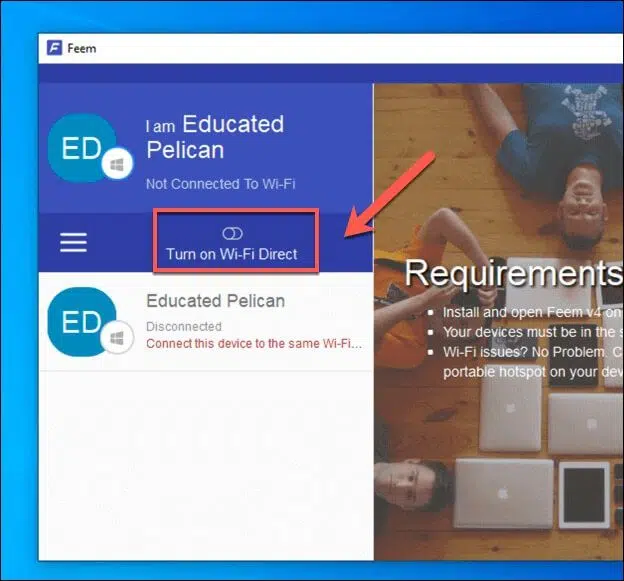 Feem
ED
I am Educated
Pelican
Not Connected To Wi-Fi
Turn on Wi-Fi Direct
ED
Educated Pelican
Disconnected
Connect this device to the same Wi-Fi...
Requirements
Install and open Feem v4 on
Your devices must be in the s
Wi-Fi issues? No Problem. C
portable hotspot on your dev